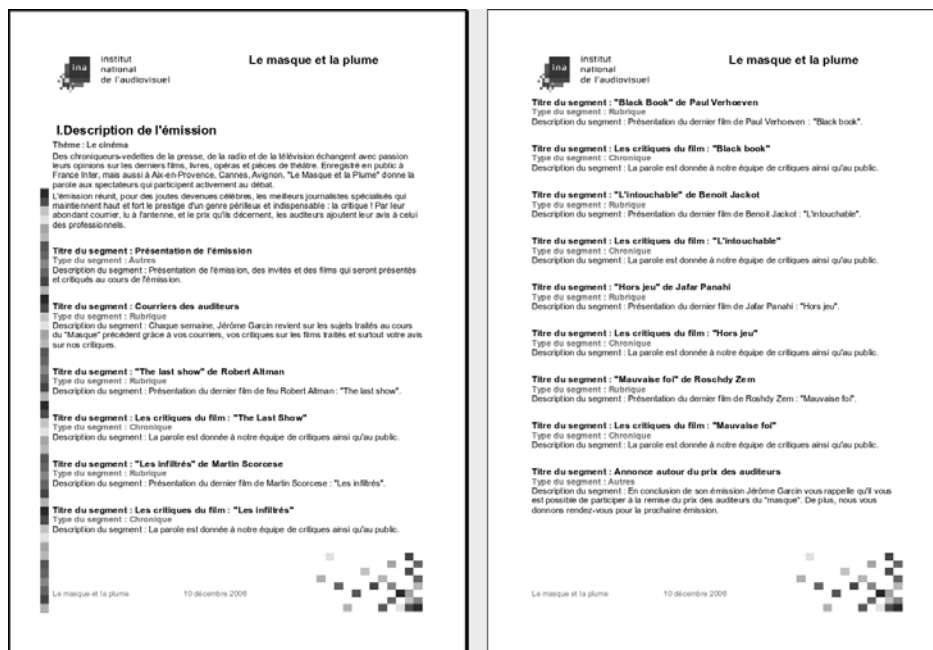 ina
institut
national
de l'audiovisuel
Le masque et la plume
I.Description de l'émission
Thème : Le cinéma
Des chroniqueurs-vedettes de la presse, de la radio et de la télévision échangent avec passion
leurs opinions sur les derniers films, livres, opéras et pièces de théâtre. Enregistré en public à
France Inter, mais aussi à Aix-en-Provence, Cannes, Avignon, "Le Masque et la Plume" donne la
parole aux spectateurs qui participent activement au débat.
L'émission réunit, pour des joutes devenues célèbres, les meilleurs journalistes spécialisés qui
maintiennent haut et fort le prestige d'un genre périlleux et indispensable : la critique ! Par leur
abondant courrier, lu à l'antenne, et le prix qu'ils décernent, les auditeurs ajoutent leur avis à celui
des professionnels.
Titre du segment : Présentation de l'émission
Type du segment : Autres
Description du segment : Présentation de l'émission, des invités et des films qui seront présentés
et critiqués au cours de l'émission.
Titre du segment : Courriers des auditeurs
Type du segment : Rubrique
Description du segment : Chaque semaine, Jérôme Garcin revient sur les sujets traités au cours
du "Masque" précédent grâce à vos courriers, vos critiques sur les films traités et surtout votre avis
sur nos critiques.
Titre du segment : "The last show" de Robert Altman
Type du segment : Rubrique
Description du segment : Présentation du dernier film de feu Robert Altman : "The last show".
Titre du segment : Les critiques du film : "The Last Show"
Type du segment : Chronique
Description du segment : La parole est donnée à notre équipe de critiques ainsi qu'au public.
Titre du segment : "Les infiltrés" de Martin Scorcese
Type du segment : Rubrique
Description du segment : Présentation du dernier film de Martin Scorcese : "Les infiltrés".
Titre du segment : Les critiques du film : "Les infiltrés"
Type du segment : Chronique
Description du segment : La parole est donnée à notre équipe de critiques ainsi qu'au public.
Le masque et la plume 10 décembre 2006
ina
institut
national
de l'audiovisuel
Le masque et la plume
Titre du segment : "Black Book" de Paul Verhœven
Type du segment : Rubrique
Description du segment : Présentation du dernier film de Paul Verhoeven : "Black book".
Titre du segment : Les critiques du film : "Black book"
Type du segment : Chronique
Description du segment : La parole est donnée à notre équipe de critiques ainsi qu'au public.
Titre du segment : "L'intouchable" de Benoit Jackot
Type du segment : Rubrique
Description du segment : Présentation du dernier film de Benoit Jackot : "L'intouchable".
Titre du segment : Les critiques du film : "L'intouchable"
Type du segment : Chronique
Description du segment : La parole est donnée à notre équipe de critiques ainsi qu'au public.
Titre du segment : "Hors jeu" de Jafar Panahi
Type du segment : Rubrique
Description du segment : Présentation du dernier film de Jafar Panahi : "Hors jeu".
Titre du segment : Les critiques du film : "Hors jeu"
Type du segment : Chronique
Description du segment : La parole est donnée à notre équipe de critiques ainsi qu'au public.
Titre du segment : "Mauvaise foi" de Roschdy Zem
Type du segment : Rubrique
Description du segment : Présentation du dernier film de Roshdy Zem : "Mauvaise foi".
Titre du segment : Les critiques du film : "Mauvaise foi"
Type du segment : Chronique
Description du segment : La parole est donnée à notre équipe de critiques ainsi qu'au public.
Titre du segment : Annonce autour du prix des auditeurs
Type du segment : Autres
Description du segment : En conclusion de son émission Jérôme Garcin vous rappelle qu'il vous
est possible de participer à la remise du prix des auditeurs du "masque". De plus, nous vous
donnons rendez-vous pour la prochaine émission.
Le masque et la plume 10 décembre 2006